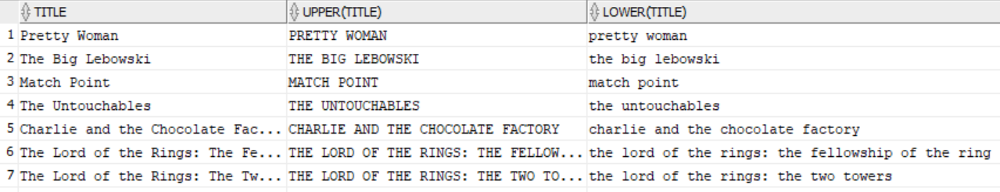 TITLE UPPER(TITLE) LOWER(TITLE)
1 Pretty Woman PRETTY WOMAN pretty woman
2 The Big Lebowski THE BIG LEBOWSKI the big lebowski
3 Match Point MATCH POINT match point
4 The Untouchables THE UNTOUCHABLES the untouchables
5 Charlie and the Chocolate Fac... CHARLIE AND THE CHOCOLATE FACTORY charlie and the chocolate factory
6 The Lord of the Rings: The Fe... THE LORD OF THE RINGS: THE FELLOW... the lord of the rings: the fellowship of the ring
7 The Lord of the Rings: The Tw... THE LORD OF THE RINGS: THE TWO TO... the lord of the rings: the two towers